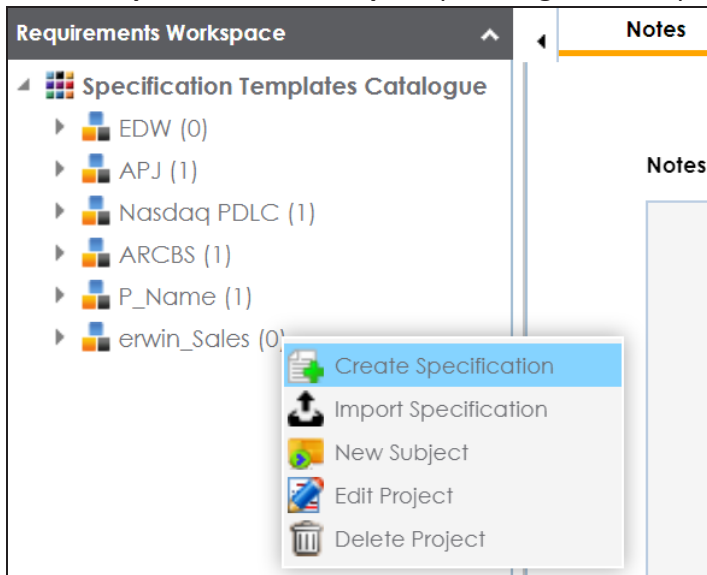 Requirements Workspace
Notes
Specification Templates Catalogue
EDW (0)
APJ (1)
Notes
Nasdaq PDLC (1)
ARCBS (1)
P_Name (1)
erwin_Sales (0)
Create Specification
Import Specification
New Subject
Edit Project
Delete Project